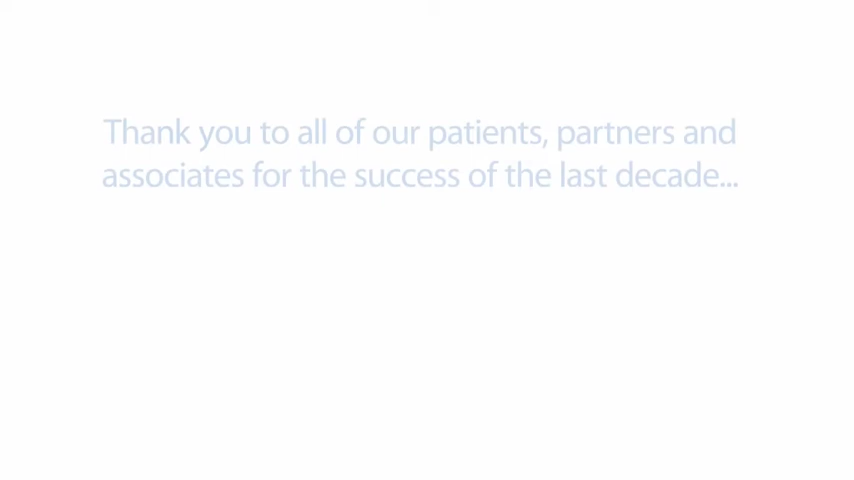 Thank you to all of our patients, partners and
associates for the success of the last decade...